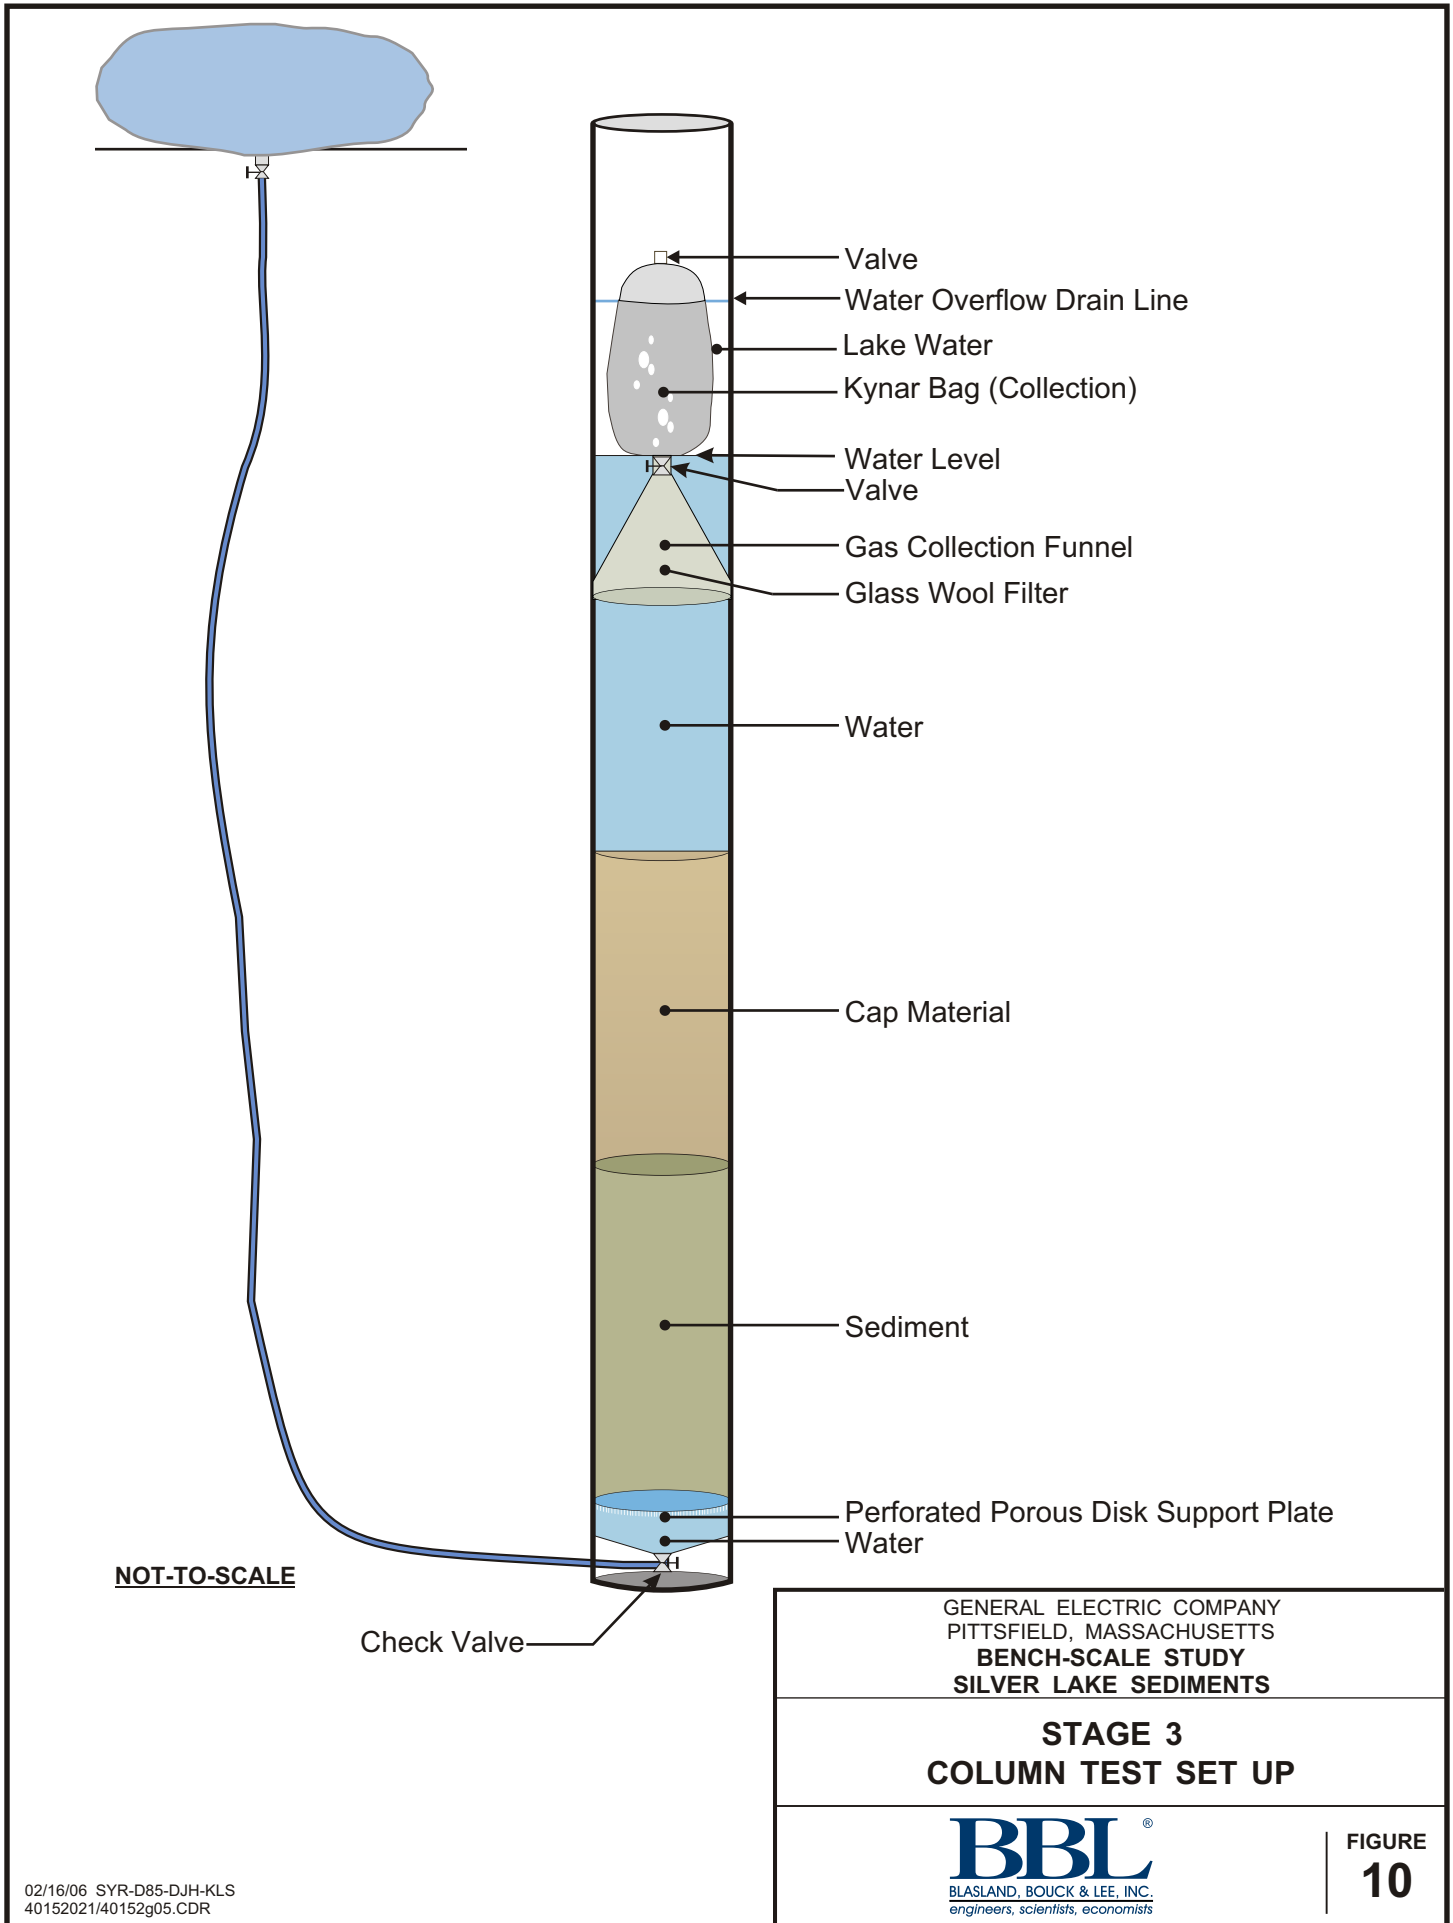 Valve
Water Overflow Drain Line
Lake Water
Kynar Bag (Collection)
Water Level
Valve
Gas Collection Funnel
Glass Wool Filter
Water
Cap Material
Sediment
Perforated Porous Disk Support Plate
Water
NOT-TO-SCALE
Check Valve
GENERAL ELECTRIC COMPANY
PITTSFIELD, MASSACHUSETTS
BENCH-SCALE STUDY
SILVER LAKE SEDIMENTS
STAGE 3
COLUMN TEST SET UP
BBL®
BLASLAND, BOUCK & LEE, INC.
engineers, scientists, economists
FIGURE
10
02/16/06 SYR-D85-DJH-KLS
40152021/40152g05.CDR